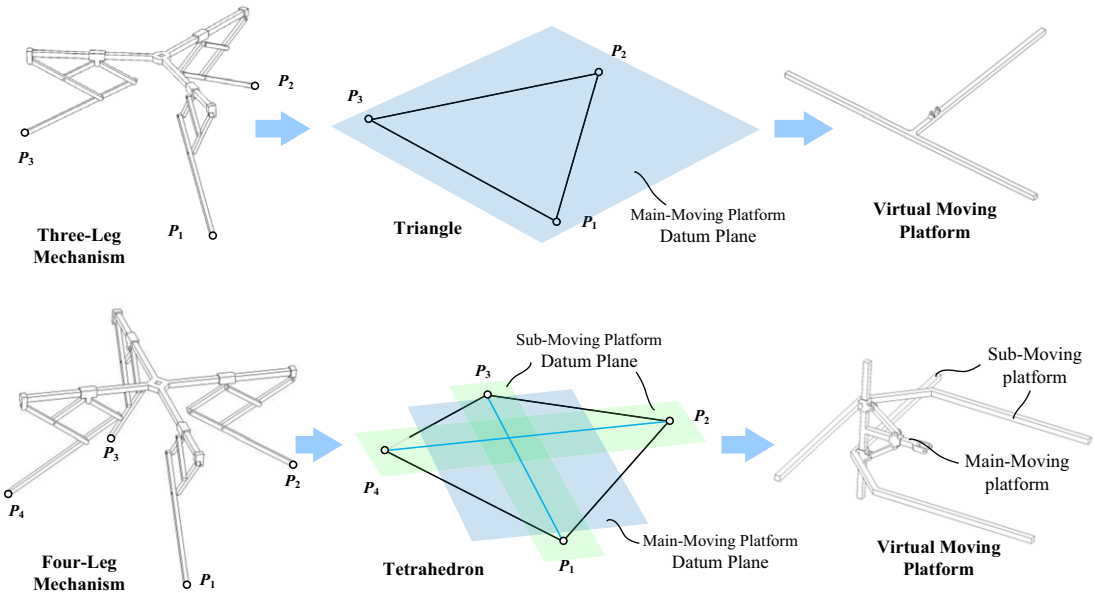 P2
P3
P1
Three-Leg
Mechanism
P2
P3
P1
Triangle
Main-Moving Platform
Datum Plane
Virtual Moving
Platform
P3
P2
P4
P1
Four-Leg
Mechanism
Sub-Moving Platform
Datum Plane
P3
P2
P4
P1
Main-Moving Platform
Datum Plane
Tetrahedron
Sub-Moving
platform
Main-Moving
platform
Virtual Moving
Platform